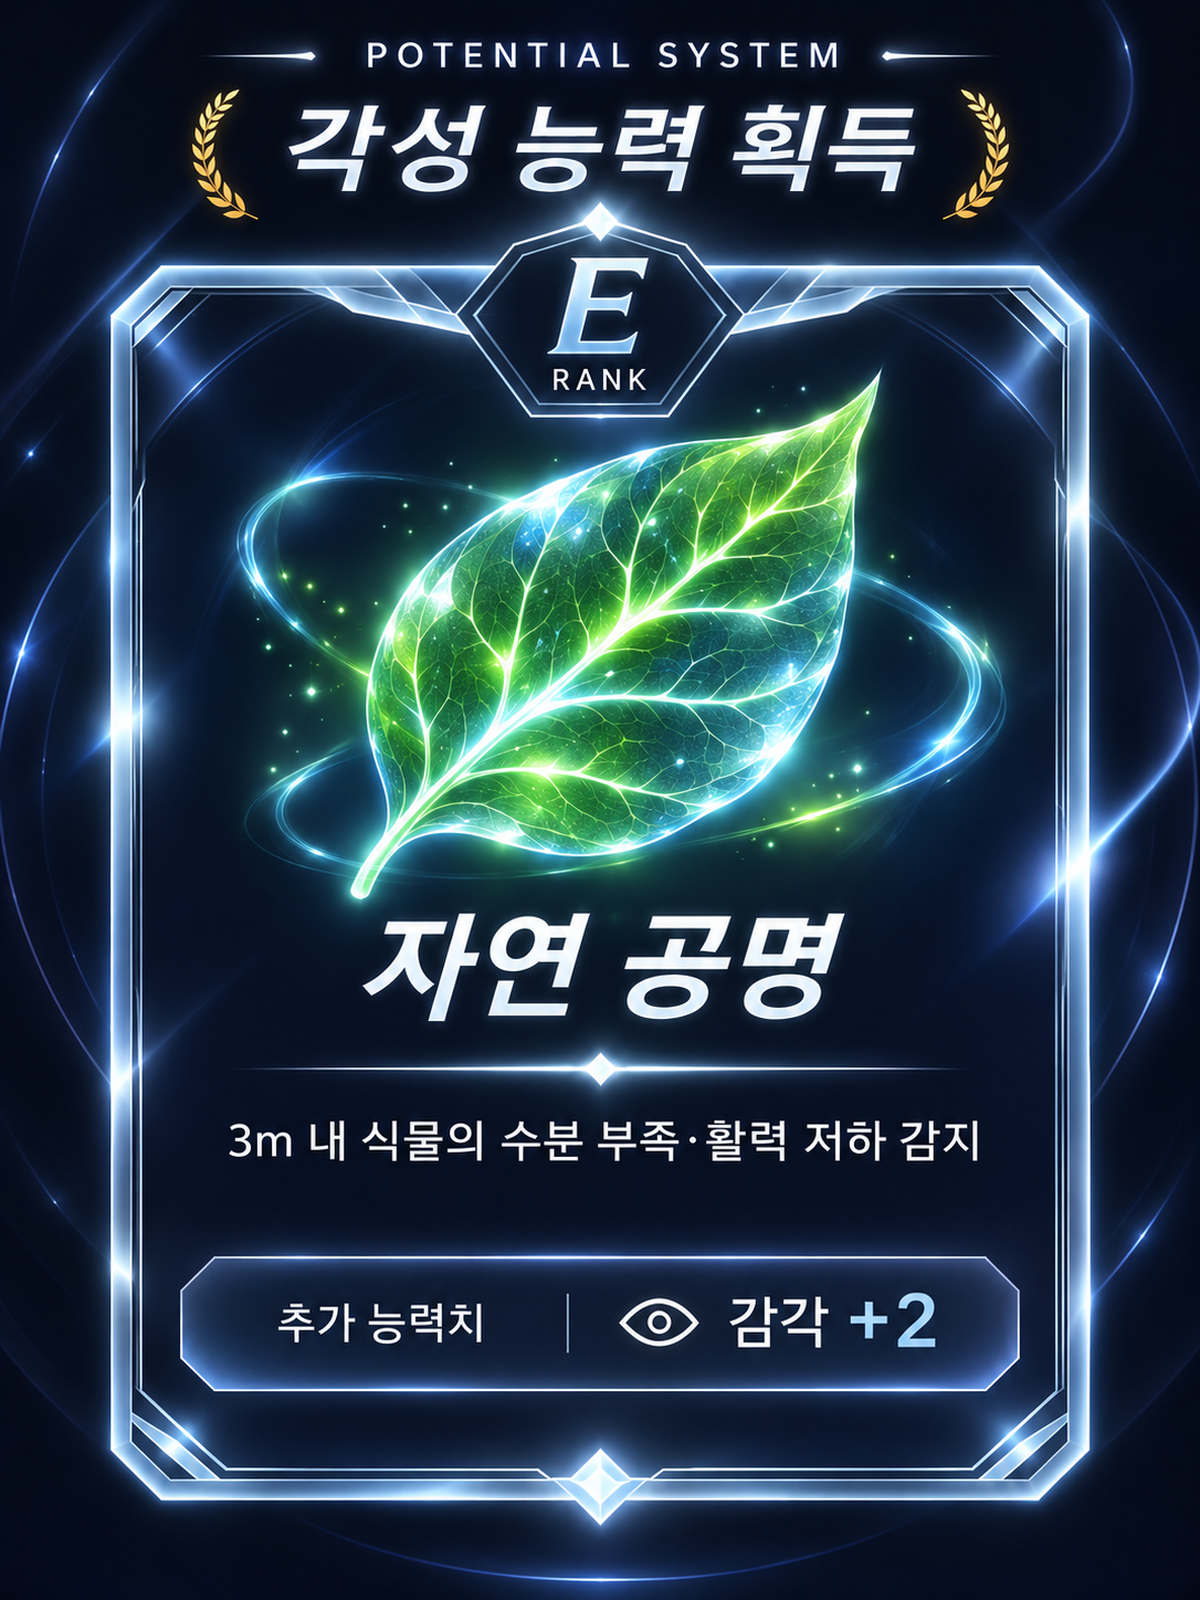 POTENTIAL SYSTEM
각성 능력 획득
E
RANK
자연 공명
3m 내 식물의 수분 부족·활력 저하 감지
추가 능력치 감각 +2